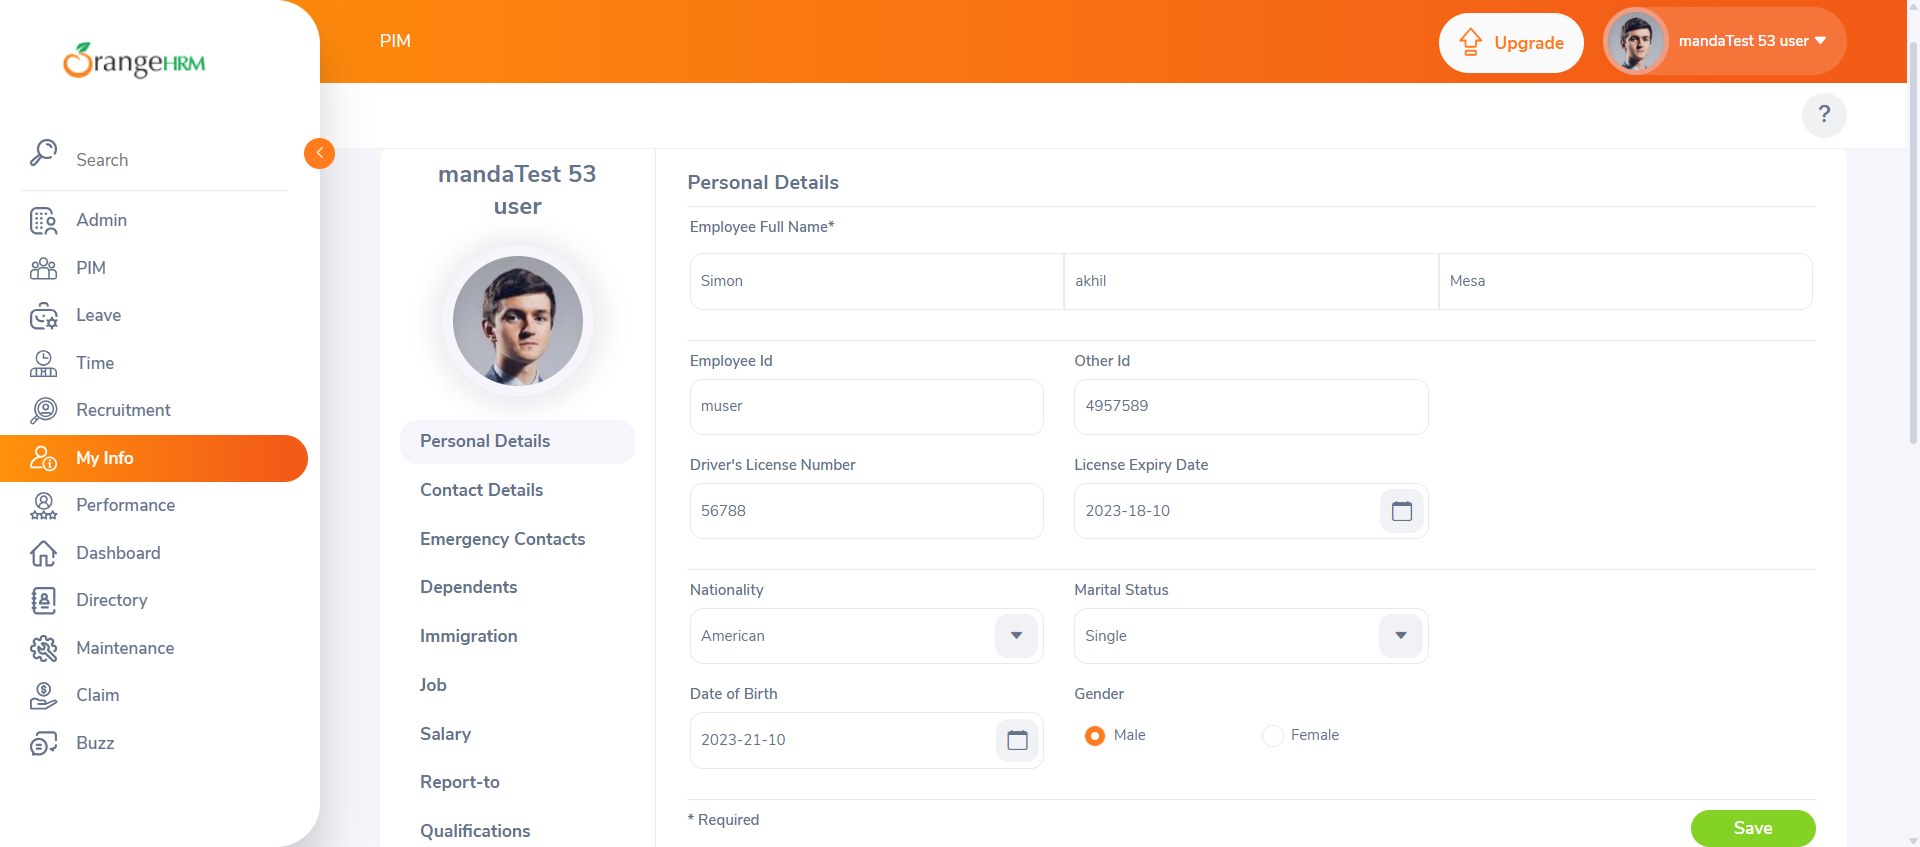 OrangeHRM
PIM
Upgrade
mandaTest 53 user
?
Search
Admin
PIM
Leave
Time
Recruitment
My Info
Performance
Dashboard
Directory
Maintenance
Claim
Buzz
mandaTest 53
user
Personal Details
Contact Details
Emergency Contacts
Dependents
Immigration
Job
Salary
Report-to
Qualifications
Personal Details
Employee Full Name*
Simon akhil Mesa
Employee Id Other Id
muser 4957589
Driver's License Number License Expiry Date
56788 2023-18-10
Nationality Marital Status
American Single
Date of Birth Gender
2023-21-10 Male Female
* Required
Save